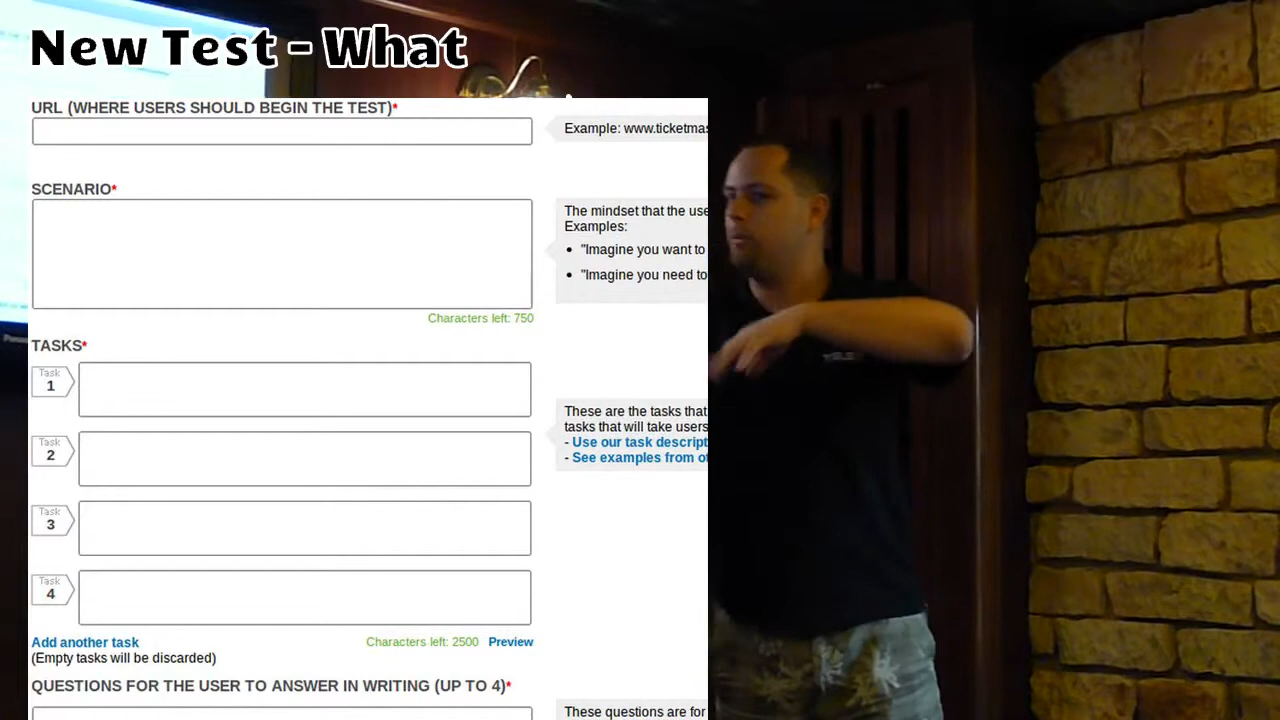 New Test - What
URL (WHERE USERS SHOULD BEGIN THE TEST)*
Example: www.ticketmas
SCENARIO*
The mindset that the use
Examples:
• "Imagine you want to
• "Imagine you need to
Characters left: 750
TASKS*
Task
1
These are the tasks that
tasks that will take users
- Use our task descript
- See examples from ot
Task
2
Task
3
Task
4
Add another task
Characters left: 2500 Preview
(Empty tasks will be discarded)
QUESTIONS FOR THE USER TO ANSWER IN WRITING (UP TO 4)*
These questions are for